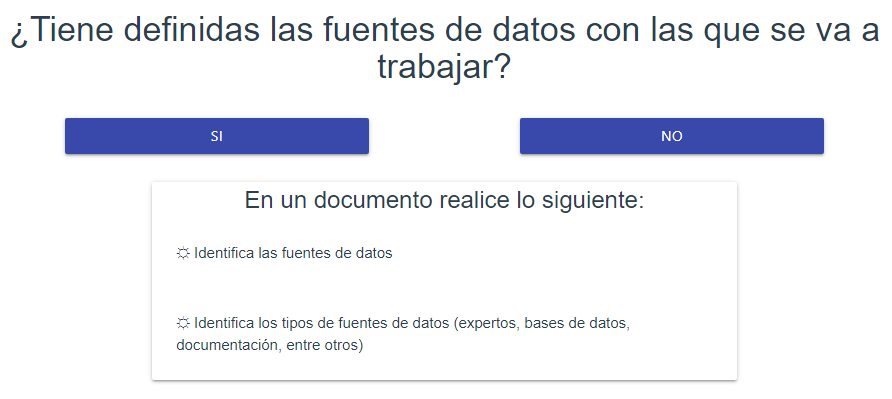 ¿Tiene definidas las fuentes de datos con las que se va a
trabajar?
SI
NO
En un documento realice lo siguiente:
☼ Identifica las fuentes de datos
☼ Identifica los tipos de fuentes de datos (expertos, bases de datos,
documentación, entre otros)